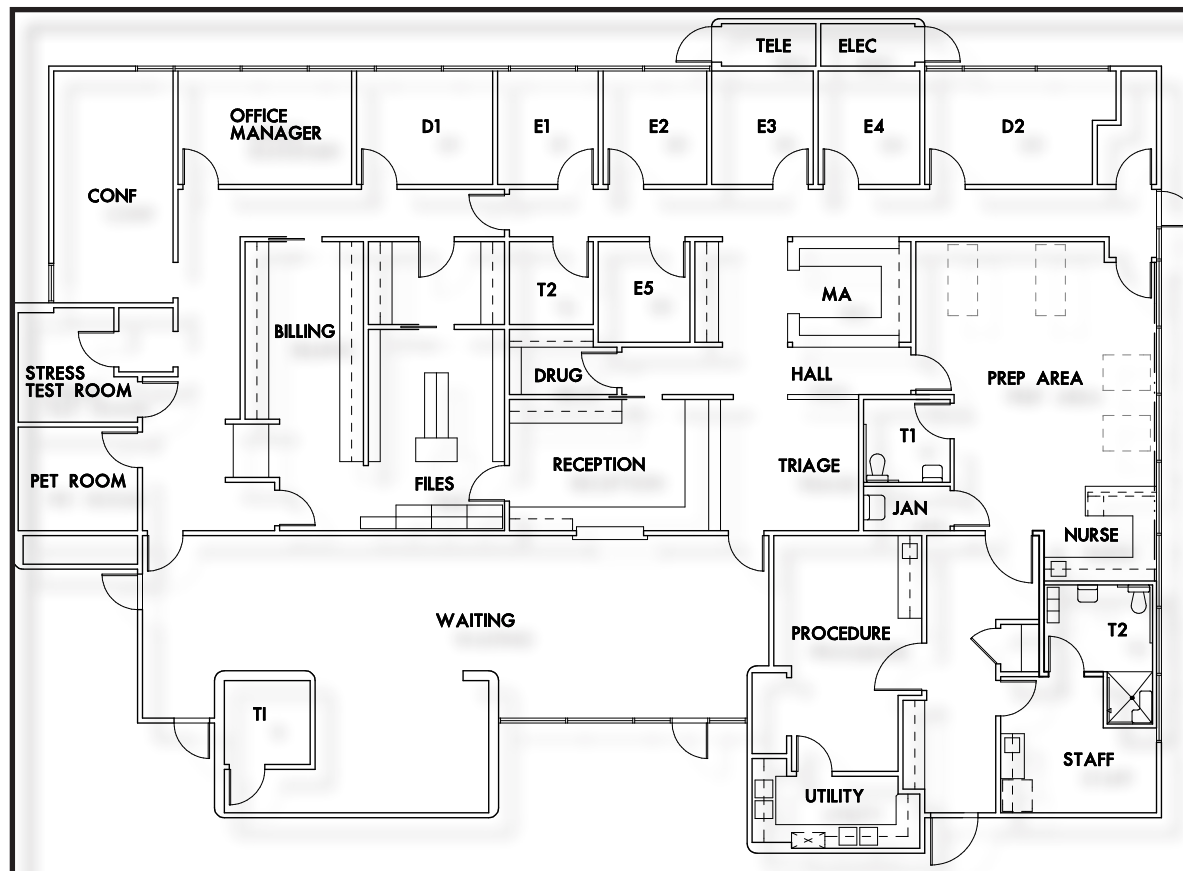 TELE
ELEC
OFFICE
MANAGER
D1
E1
E2
E3
E4
D2
CONF
T2
E5
MA
BILLING
STRESS
TEST ROOM
DRUG
HALL
PREP AREA
T1
PET ROOM
FILES
RECEPTION
TRIAGE
JAN
NURSE
WAITING
PROCEDURE
T2
TI
STAFF
UTILITY